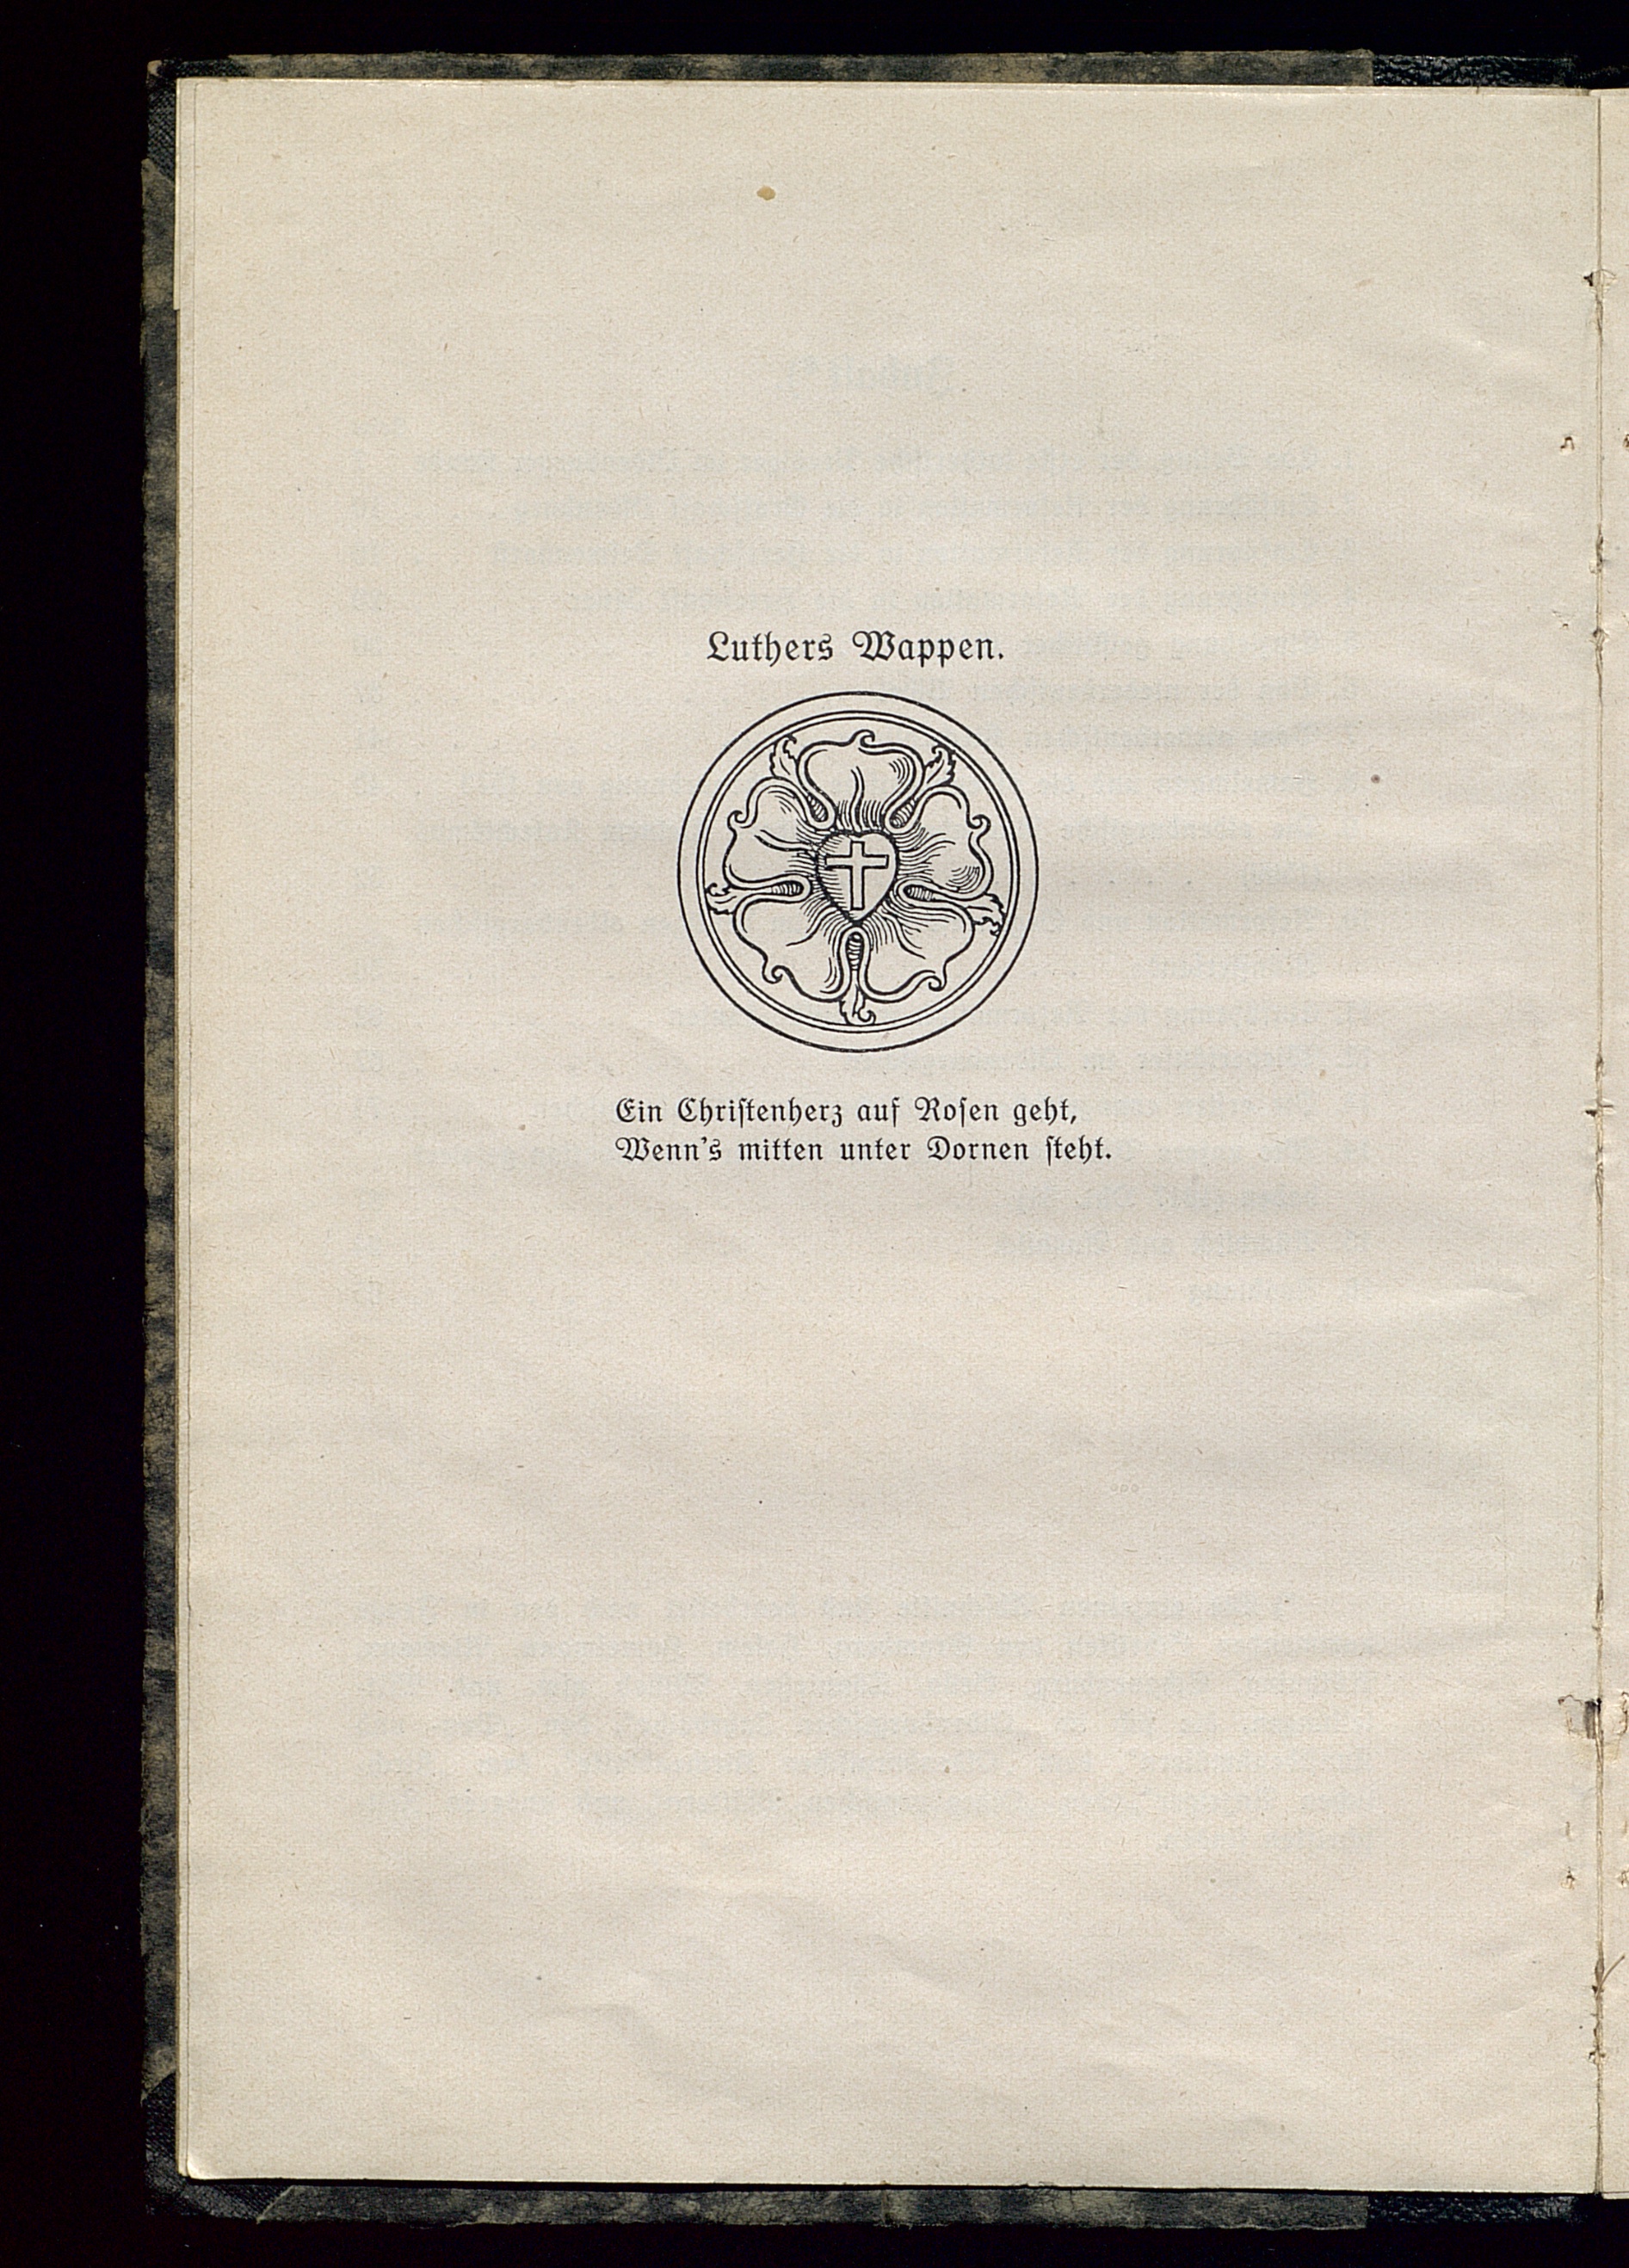 Luthers Wappen.
Ein Christenherz auf Rosen geht,
Wenn's mitten unter Dornen steht.